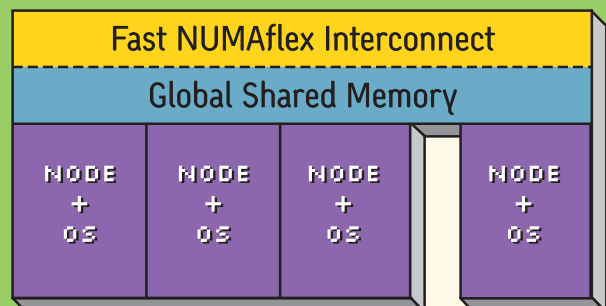 Fast NUMAflex Interconnect
Global Shared Memory
NODE
+
OS
NODE
+
OS
NODE
+
OS
NODE
+
OS